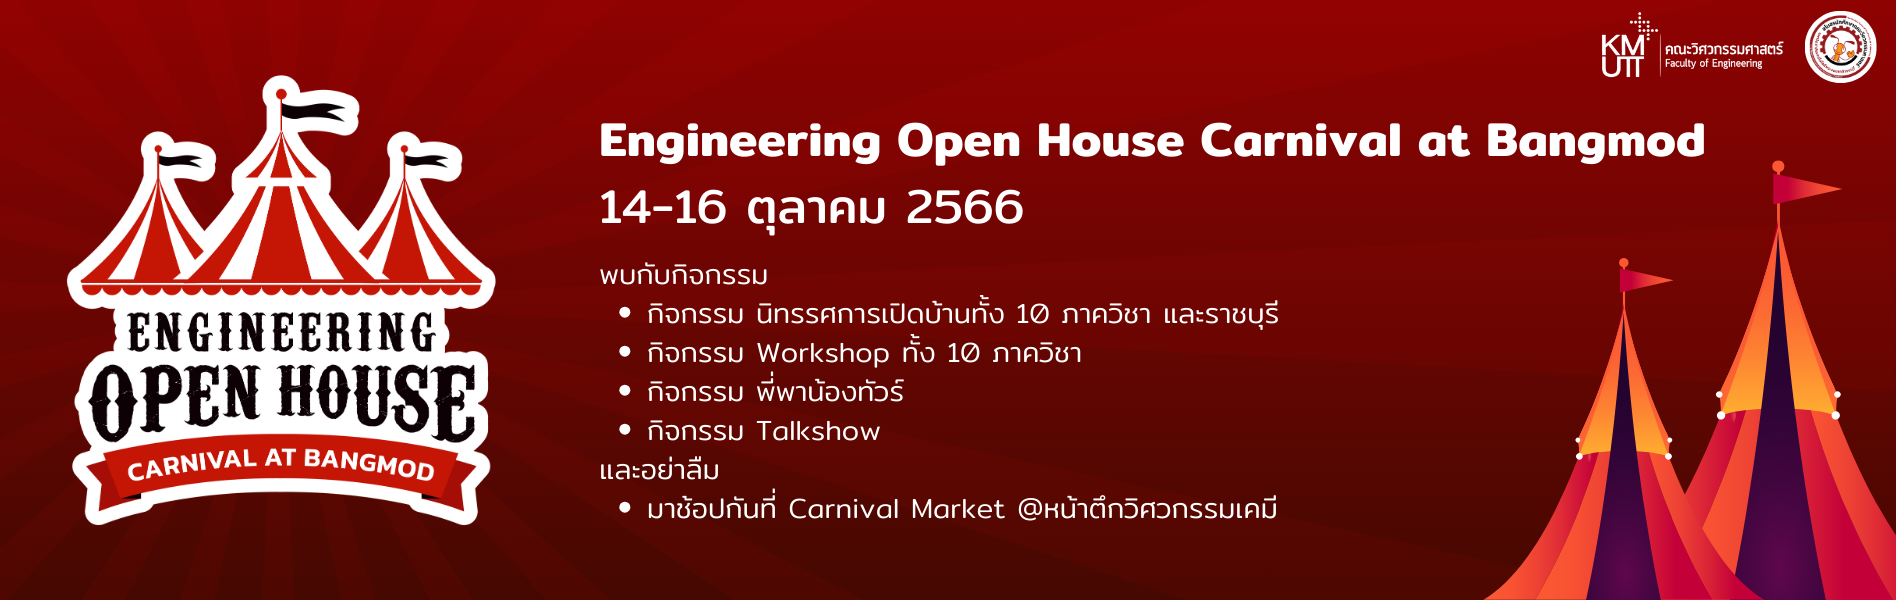 KM
UTT
คณะวิศวกรรมศาสตร์
Faculty of Engineering
ENGINEERING
OPEN HOUSE
CARNIVAL AT BANGMOD
Engineering Open House Carnival at Bangmod
14-16 ตุลาคม 2566
พบกับกิจกรรม
• กิจกรรม นิทรรศการเปิดบ้านทั้ง 10 ภาควิชา และราชบุรี
• กิจกรรม Workshop ทั้ง 10 ภาควิชา
• กิจกรรม พี่พาน้องทัวร์
• กิจกรรม Talkshow
และอย่าลืม
• มาช้อปกันที่ Carnival Market @หน้าตึกวิศวกรรมเคมี